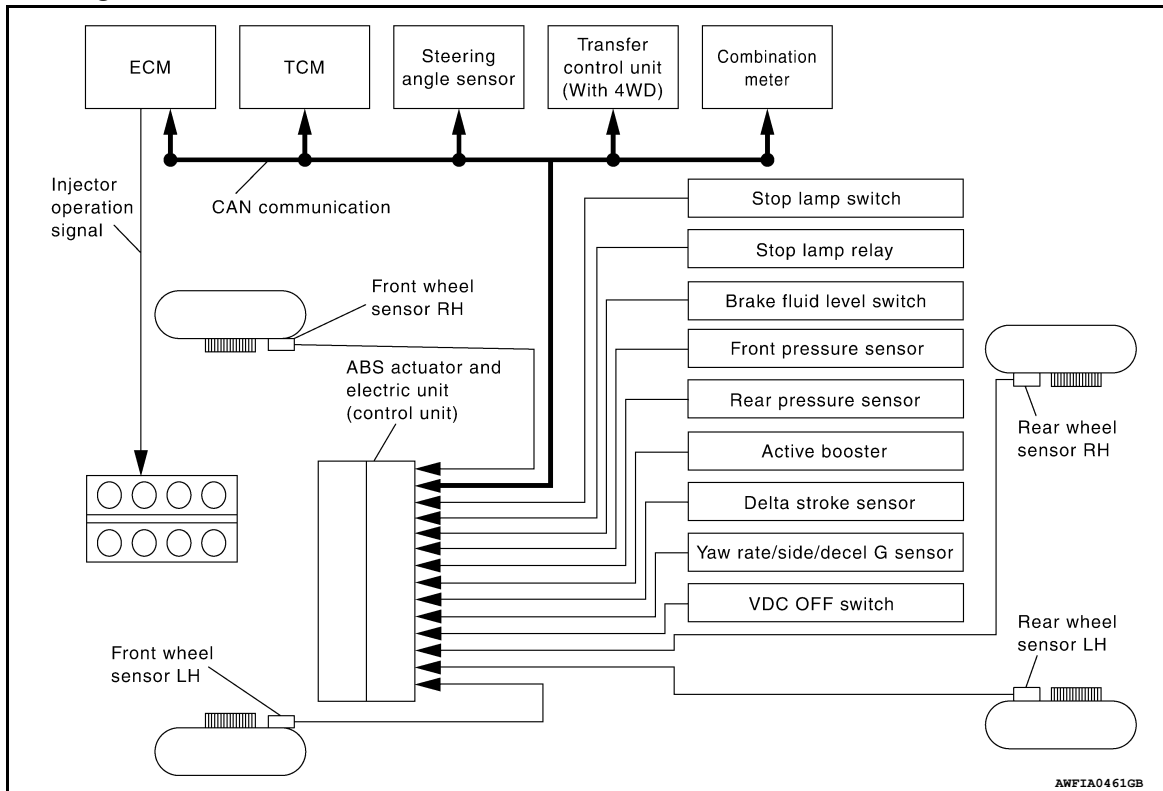 ECM
TCM
Steering
angle sensor
Transfer
control unit
(With 4WD)
Combination
meter
Injector
operation
signal
CAN communication
Stop lamp switch
Stop lamp relay
Brake fluid level switch
Front pressure sensor
Rear pressure sensor
Active booster
Delta stroke sensor
Yaw rate/side/decel G sensor
VDC OFF switch
Front wheel
sensor RH
ABS actuator and
electric unit
(control unit)
Rear wheel
sensor RH
Front wheel
sensor LH
Rear wheel
sensor LH
AWFIA0461GB